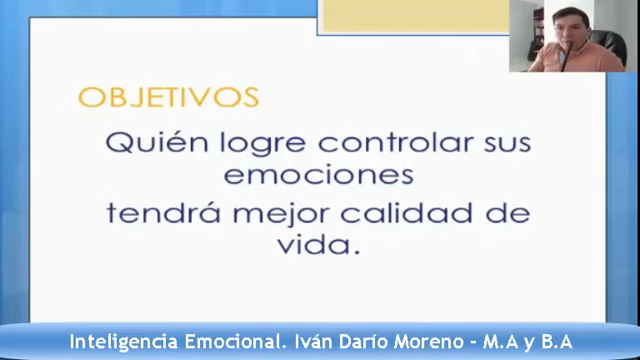 OBJETIVOS
Quién logre controlar sus
emociones
tendrá mejor calidad de
vida.
Inteligencia Emocional. Iván Darío Moreno - M.A y B.A